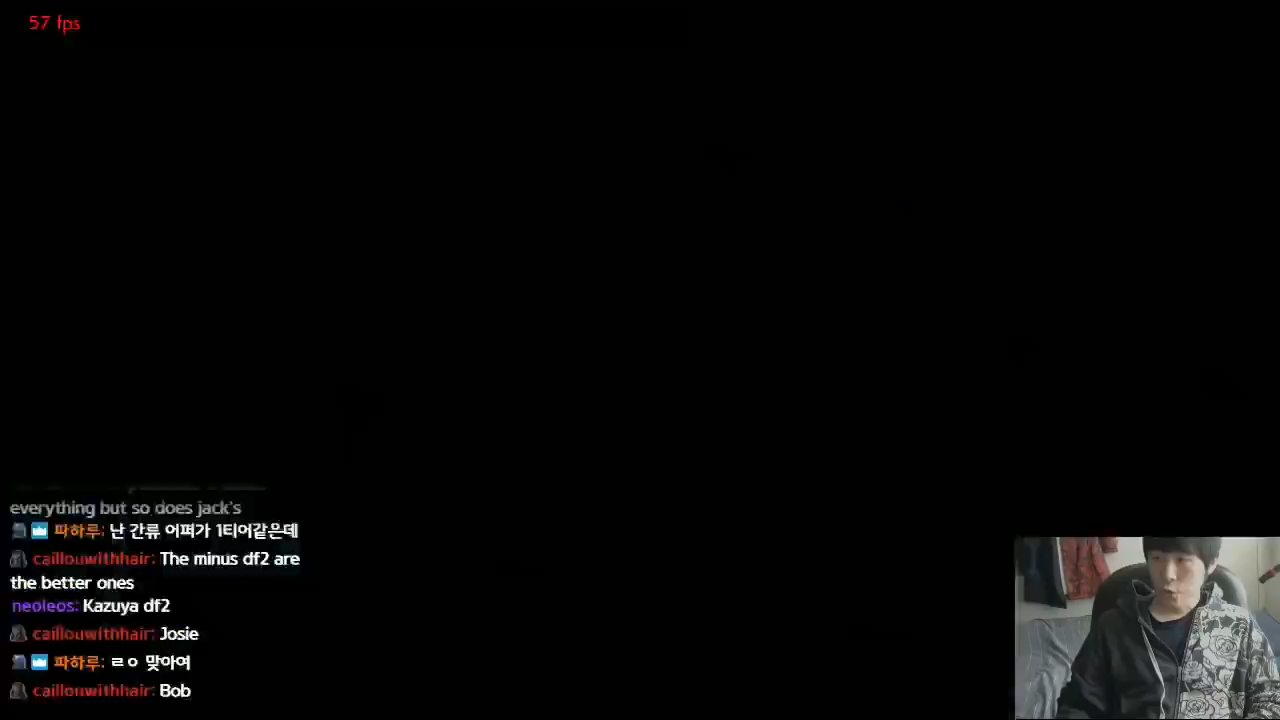 57 fps
everything but so does jack's
파하루: 난 간류 어퍼가 1티어같은데
caillouwithhair: The minus df2 are
the better ones
neoleos: Kazuya df2
caillouwithhair: Josie
파하루: ㄹㅇ 맞아여
caillouwithhair: Bob